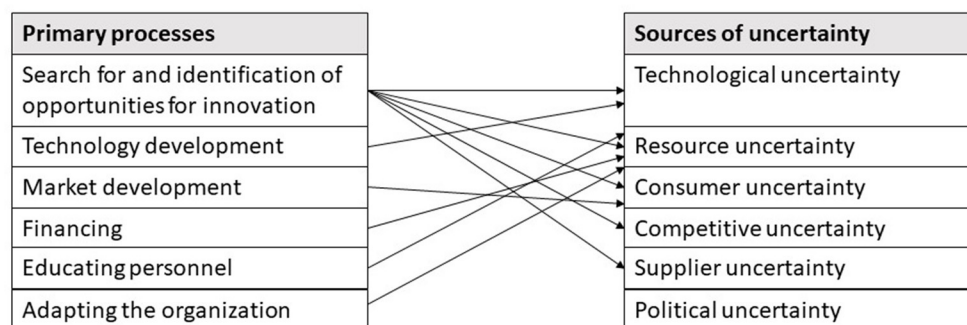 Primary processes
Search for and identification of
opportunities for innovation
Technology development
Market development
Financing
Educating personnel
Adapting the organization
Sources of uncertainty
Technological uncertainty
Resource uncertainty
Consumer uncertainty
Competitive uncertainty
Supplier uncertainty
Political uncertainty